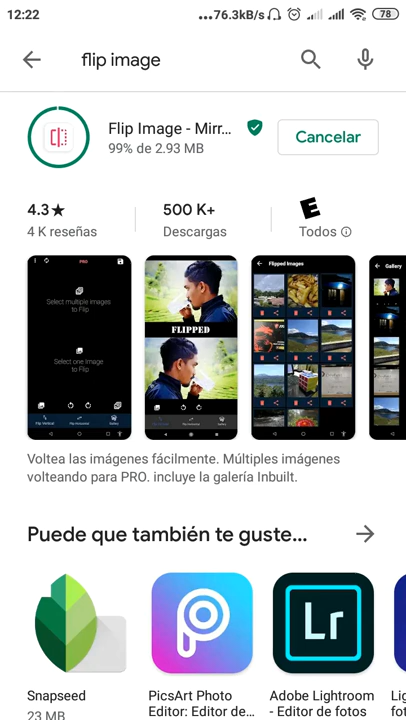 12:22
...76.3kB/s
78
flip image
Flip Image - Mirr...
99% de 2.93 MB
Cancelar
4.3★
500 K+
4 K reseñas
Descargas
Todos
PRO
Select multiple images
to Flip
Select one Image
to Flip
Flip Vertical
Flip Horizontal
Gallery
FLIPPED
Flipped Images
Gallery
Voltea las imágenes fácilmente. Múltiples imágenes
volteando para PRO. incluye la galería Inbuilt.
Puede que también te guste...
Lr
Snapseed
23 MB
PicsArt Photo
Editor: Editor de...
Adobe Lightroom
- Editor de fotos